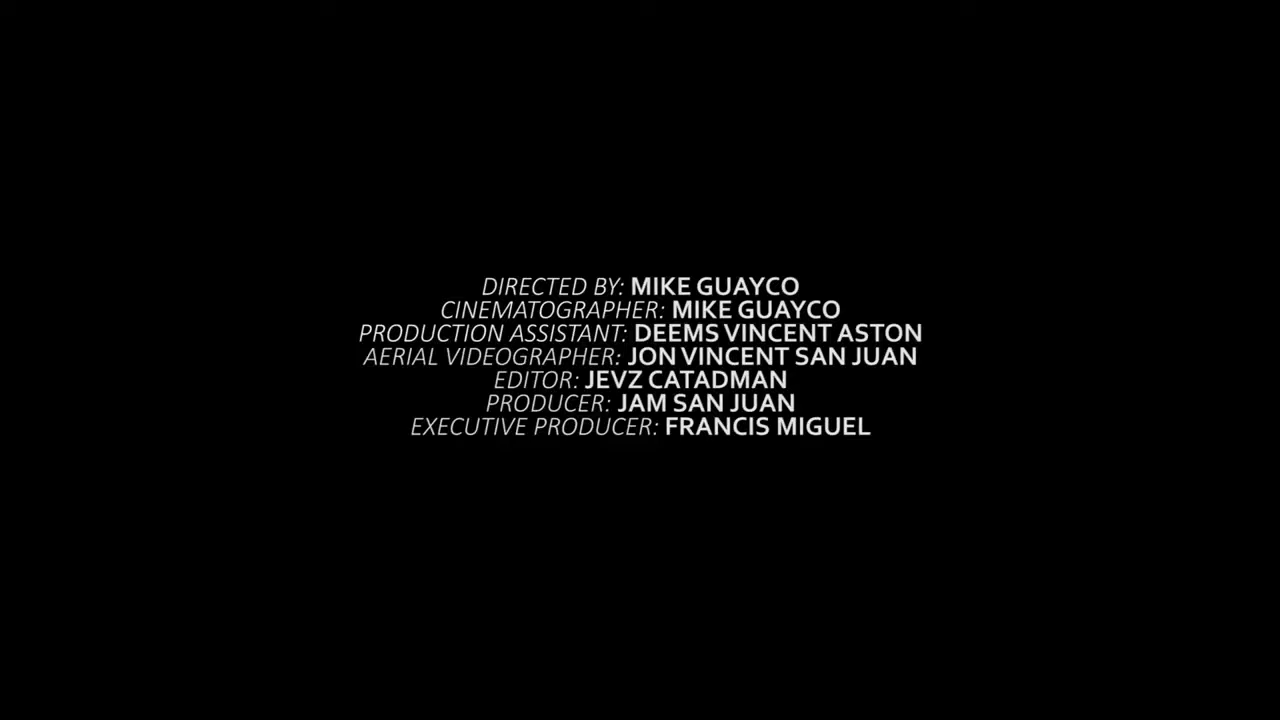 DIRECTED BY: MIKE GUAYCO
CINEMATOGRAPHER: MIKE GUAYCO
PRODUCTION ASSISTANT: DEEMS VINCENT ASTON
AERIAL VIDEOGRAPHER: JON VINCENT SAN JUAN
EDITOR: JEVZ CATADMAN
PRODUCER: JAM SAN JUAN
EXECUTIVE PRODUCER: FRANCIS MIGUEL